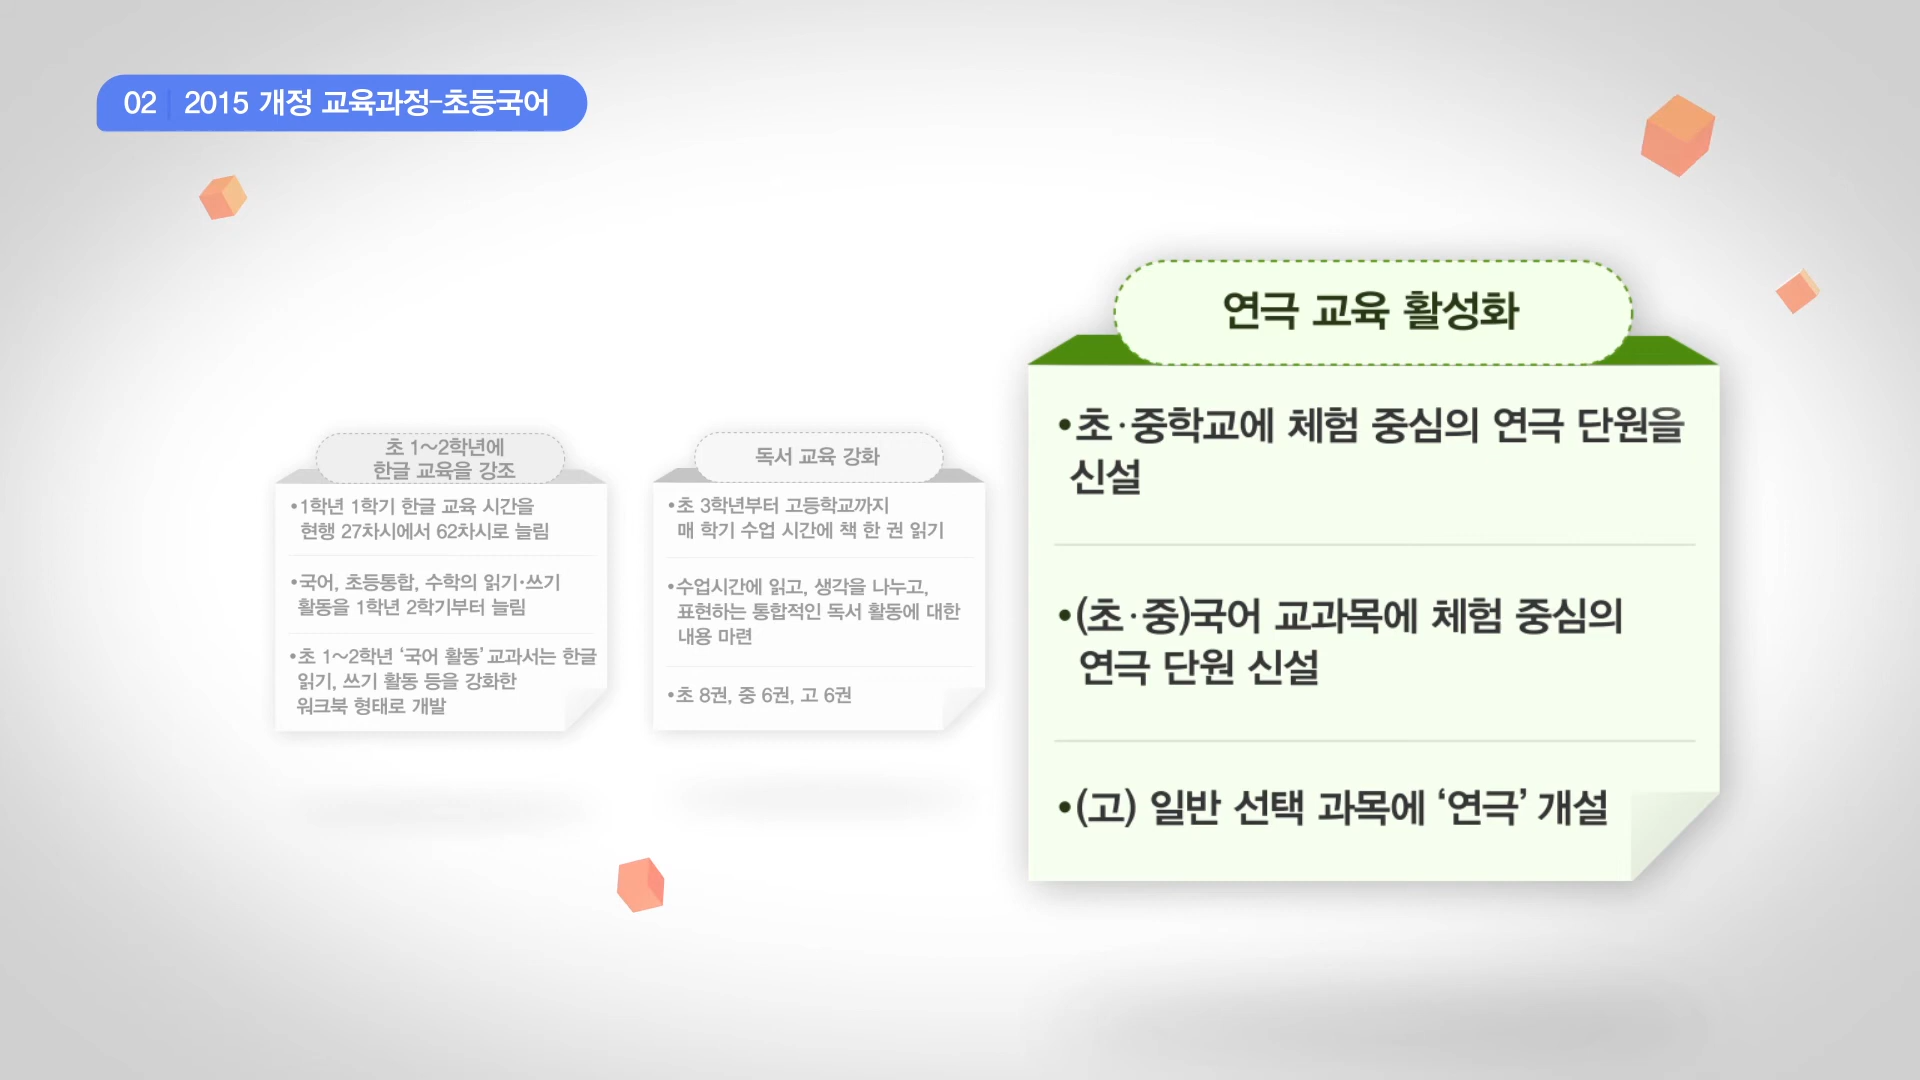 02 2015 개정 교육과정-초등국어
초 1~2학년에
한글 교육을 강조
•1학년 1학기 한글 교육 시간을
현행 27차시에서 62차시로 늘림
•국어, 초등통합, 수학의 읽기·쓰기
활동을 1학년 2학기부터 늘림
•초 1~2학년 ‘국어 활동’ 교과서는 한글
읽기, 쓰기 활동 등을 강화한
워크북 형태로 개발
독서 교육 강화
•초 3학년부터 고등학교까지
매 학기 수업 시간에 책 한 권 읽기
•수업시간에 읽고, 생각을 나누고,
표현하는 통합적인 독서 활동에 대한
내용 마련
•초 8권, 중 6권, 고 6권
연극 교육 활성화
•초·중학교에 체험 중심의 연극 단원을
신설
•(초·중)국어 교과목에 체험 중심의
연극 단원 신설
•(고) 일반 선택 과목에 ‘연극’ 개설